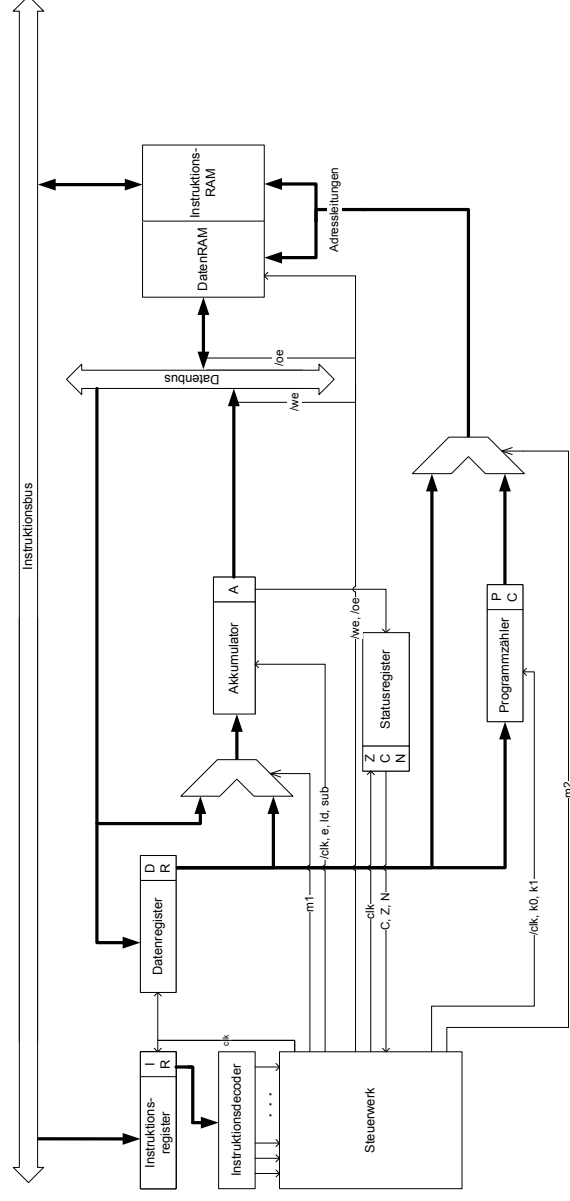 Instruktionsbus
Instruktions-
RAM
DatenRAM
Adressleitungen
Datenbus
/oe
/we
Akkumulator
A
/we, /oe
Statusregister
Z
C
N
Programmzähler
P
C
m2
Datenregister
D
R
m1
/clk, e, ld, sub
clk
C, Z, N
/clk, k0, k1
clk
Instruktions-
register
I
R
Instruktionsdecoder
. . .
Steuerwerk